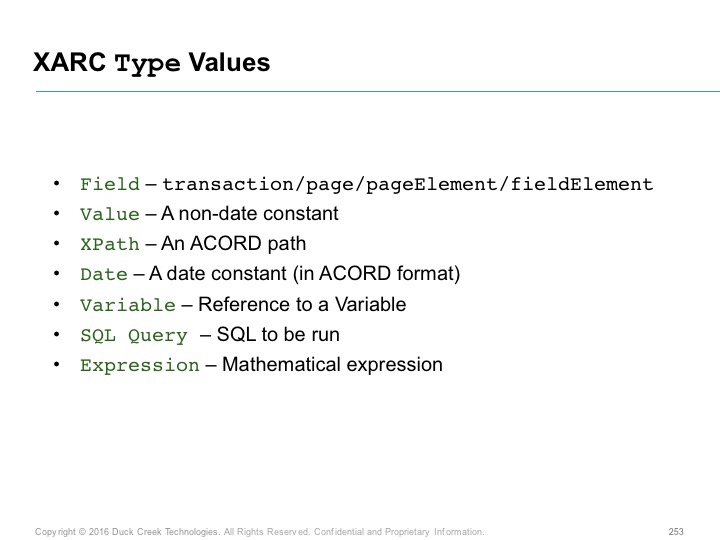 XARC Type Values
• Field – transaction/page/pageElement/fieldElement
• Value – A non-date constant
• XPath – An ACORD path
• Date – A date constant (in ACORD format)
• Variable – Reference to a Variable
• SQL Query – SQL to be run
• Expression – Mathematical expression
Copyright © 2016 Duck Creek Technologies. All Rights Reserved. Confidential and Proprietary Information. 253